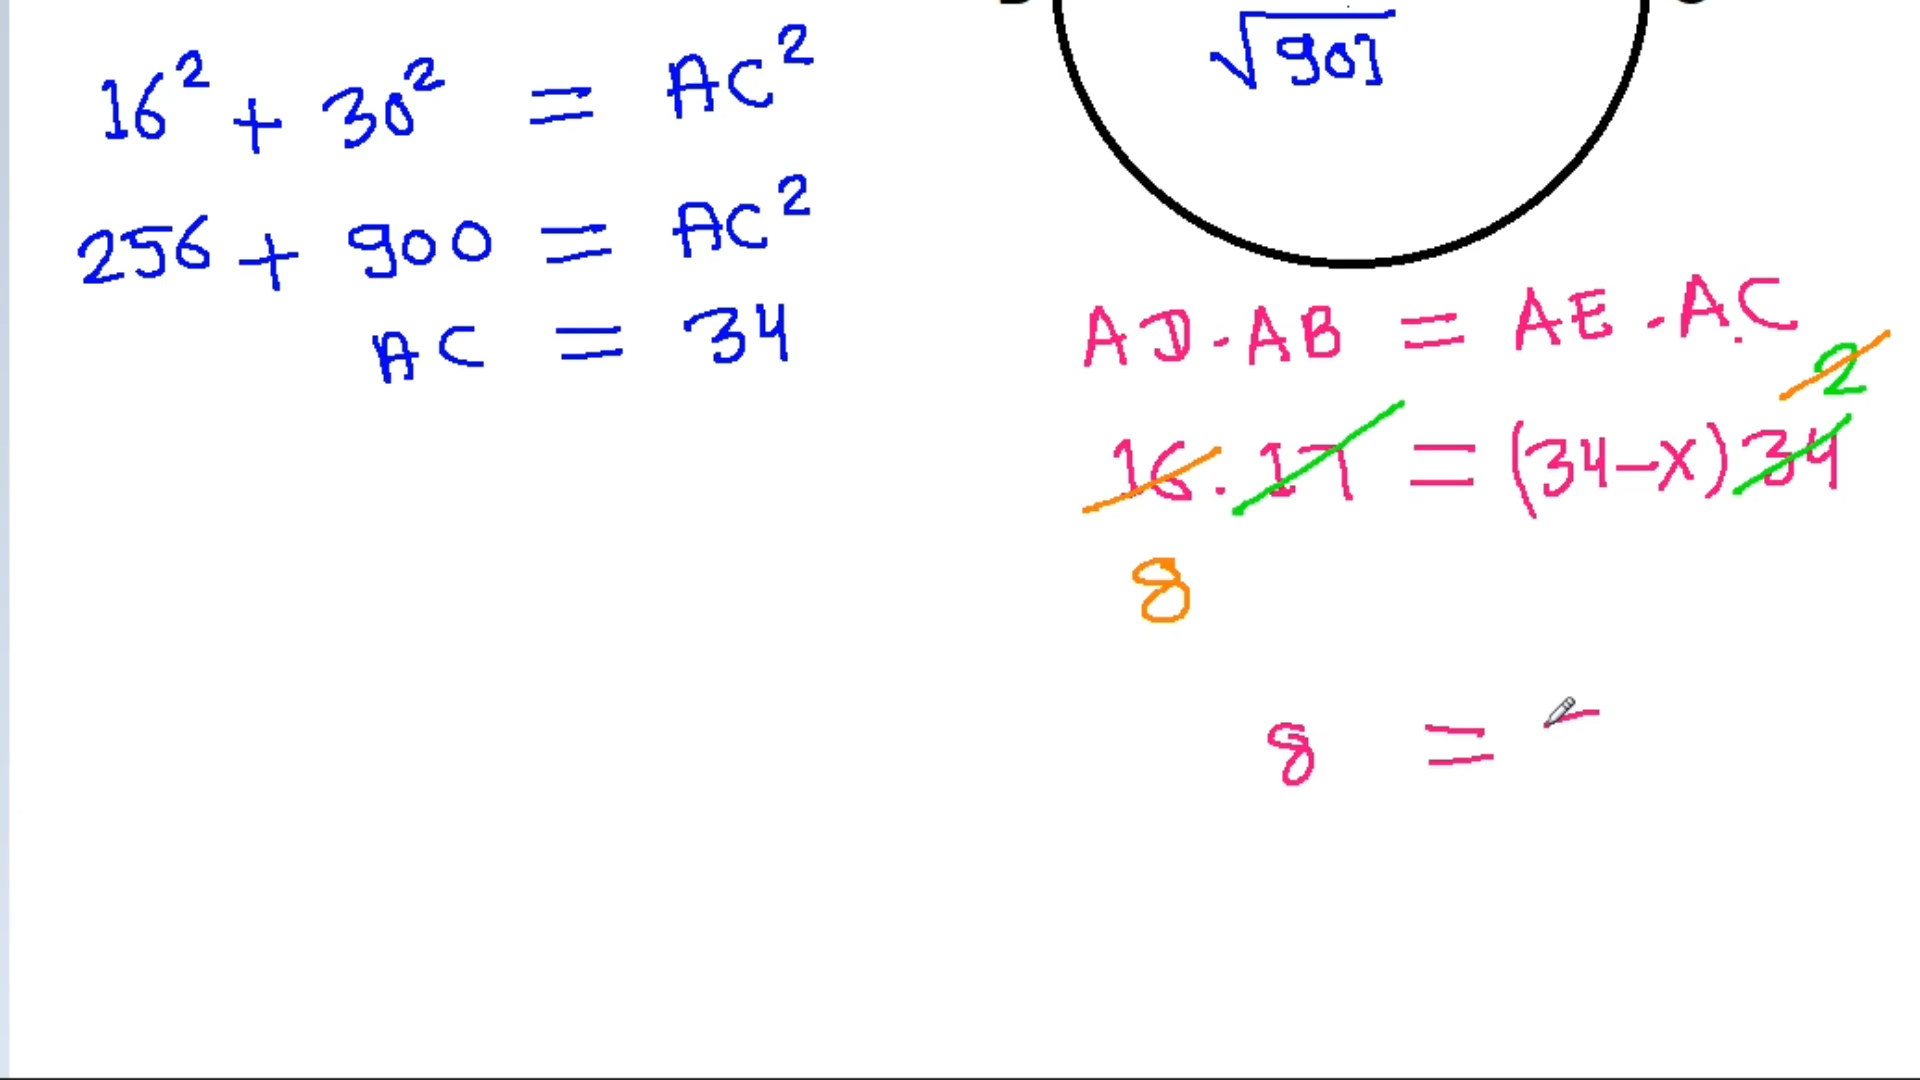 16² + 30² = AC²
256 + 900 = AC²
AC = 34
√901
AD . AB = AE . AC
2
16 . 17 = (34-x) 34
8
8 =